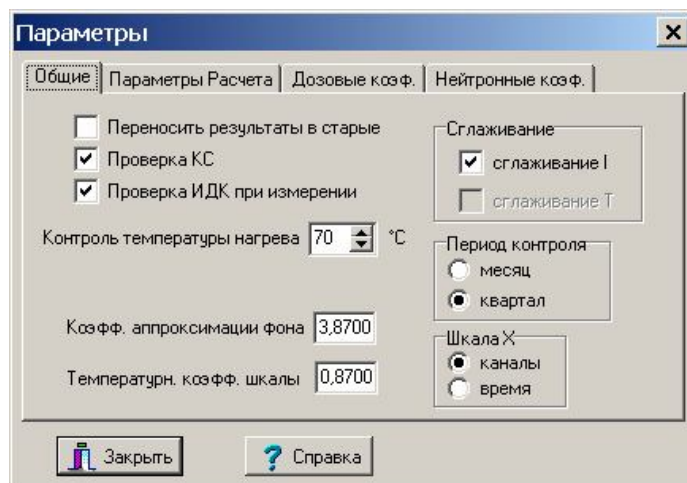 Параметры
Общие Параметры Расчета Дозовые коэф. Нейтронные коэф.
Переносить результаты в старые
Проверка КС
Проверка ИДК при измерении
Контроль температуры нагрева 70 °C
Коэфф. аппроксимации фона 3,8700
Температурн. коэфф. шкалы 0,8700
Сглаживание
сглаживание I
сглаживание T
Период контроля
месяц
квартал
Шкала X
каналы
время
Закрыть ? Справка